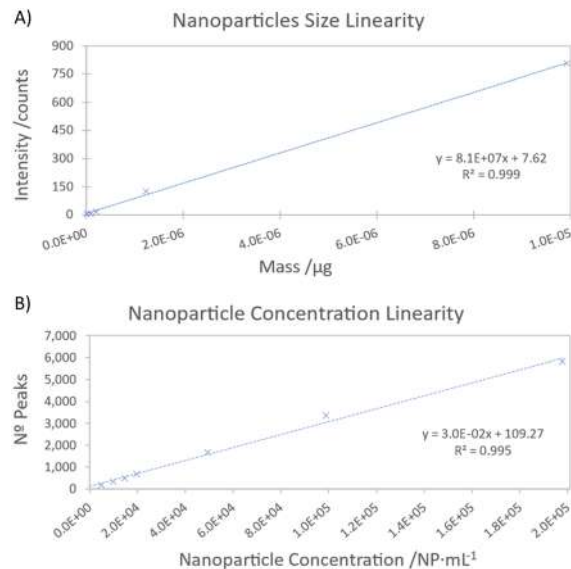 A)
Nanoparticles Size Linearity
900
750
600
450
300
150
0
Intensity /counts
y = 8.1E+07x + 7.62
R² = 0.999
0.0E+00 2.0E-06 4.0E-06 6.0E-06 8.0E-06 1.0E-05
Mass /µg
B)
Nanoparticle Concentration Linearity
7,000
6,000
5,000
4,000
3,000
2,000
1,000
0
Nº Peaks
y = 3.0E-02x + 109.27
R² = 0.995
0.0E+00 2.0E+04 4.0E+04 6.0E+04 8.0E+04 1.0E+05 1.2E+05 1.4E+05 1.6E+05 1.8E+05 2.0E+05
Nanoparticle Concentration /NP·mL⁻¹